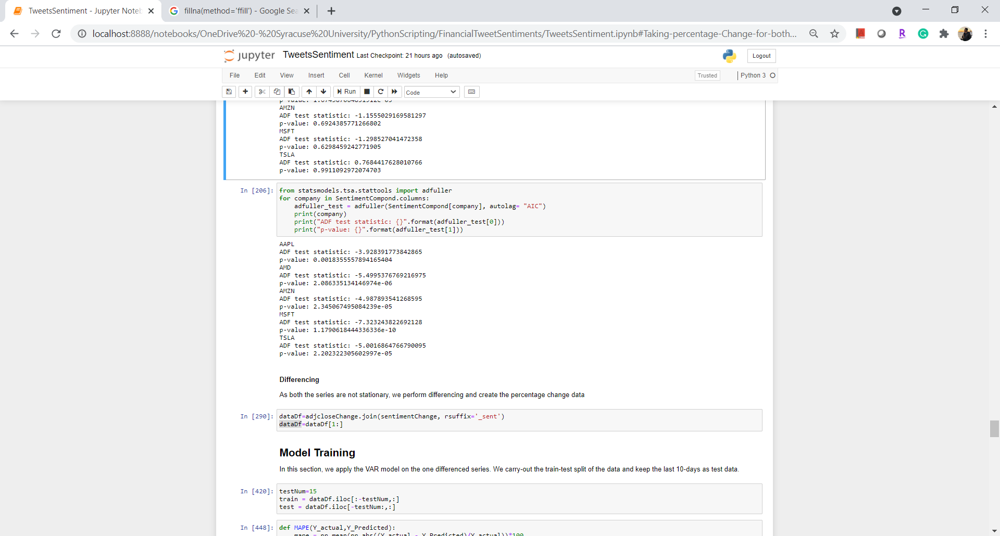 TweetsSentiment - Jupyter Noteb
fillna(method='ffill') - Google Sea
localhost:8888/notebooks/OneDrive%20-%20Syracuse%20University/PythonScripting/FinancialTweetSentiments/TweetsSentiment.ipynb#Taking-percentage-Change-for-both...
jupyter TweetsSentiment Last Checkpoint: 21 hours ago (autosaved)
Logout
File Edit View Insert Cell Kernel Widgets Help
Trusted
Python 3
Run
Code
AMZN
ADF test statistic: -1.1555029169581297
p-value: 0.6924385771266802
MSFT
ADF test statistic: -1.298527041472358
p-value: 0.6298459242771905
TSLA
ADF test statistic: 0.7684417628010766
p-value: 0.9911092972074703
In [206]: from statsmodels.tsa.stattools import adfuller
for company in SentimentCompond.columns:
    adfuller_test = adfuller(SentimentCompond[company], autolag= "AIC")
    print(company)
    print("ADF test statistic: {}".format(adfuller_test[0]))
    print("p-value: {}".format(adfuller_test[1]))
AAPL
ADF test statistic: -3.928391773842865
p-value: 0.0018355557894165404
AMD
ADF test statistic: -5.4995376769216975
p-value: 2.086335134146974e-06
AMZN
ADF test statistic: -4.987893541268595
p-value: 2.345067495084239e-05
MSFT
ADF test statistic: -7.323243822692128
p-value: 1.1790618444336336e-10
TSLA
ADF test statistic: -5.0016864766790095
p-value: 2.202322305602997e-05
Differencing
As both the series are not stationary, we perform differencing and create the percentage change data
In [290]: dataDf=adjcloseChange.join(sentimentChange, rsuffix='_sent')
dataDf=dataDf[1:]
Model Training
In this section, we apply the VAR model on the one differenced series. We carry-out the train-test split of the data and keep the last 10-days as test data.
In [420]: testNum=15
train = dataDf.iloc[:-testNum,:]
test = dataDf.iloc[-testNum:,:]
In [448]: def MAPE(Y_actual,Y_Predicted):
    mape = np.mean(np.abs((Y_actual - Y_Predicted)/Y_actual))*100